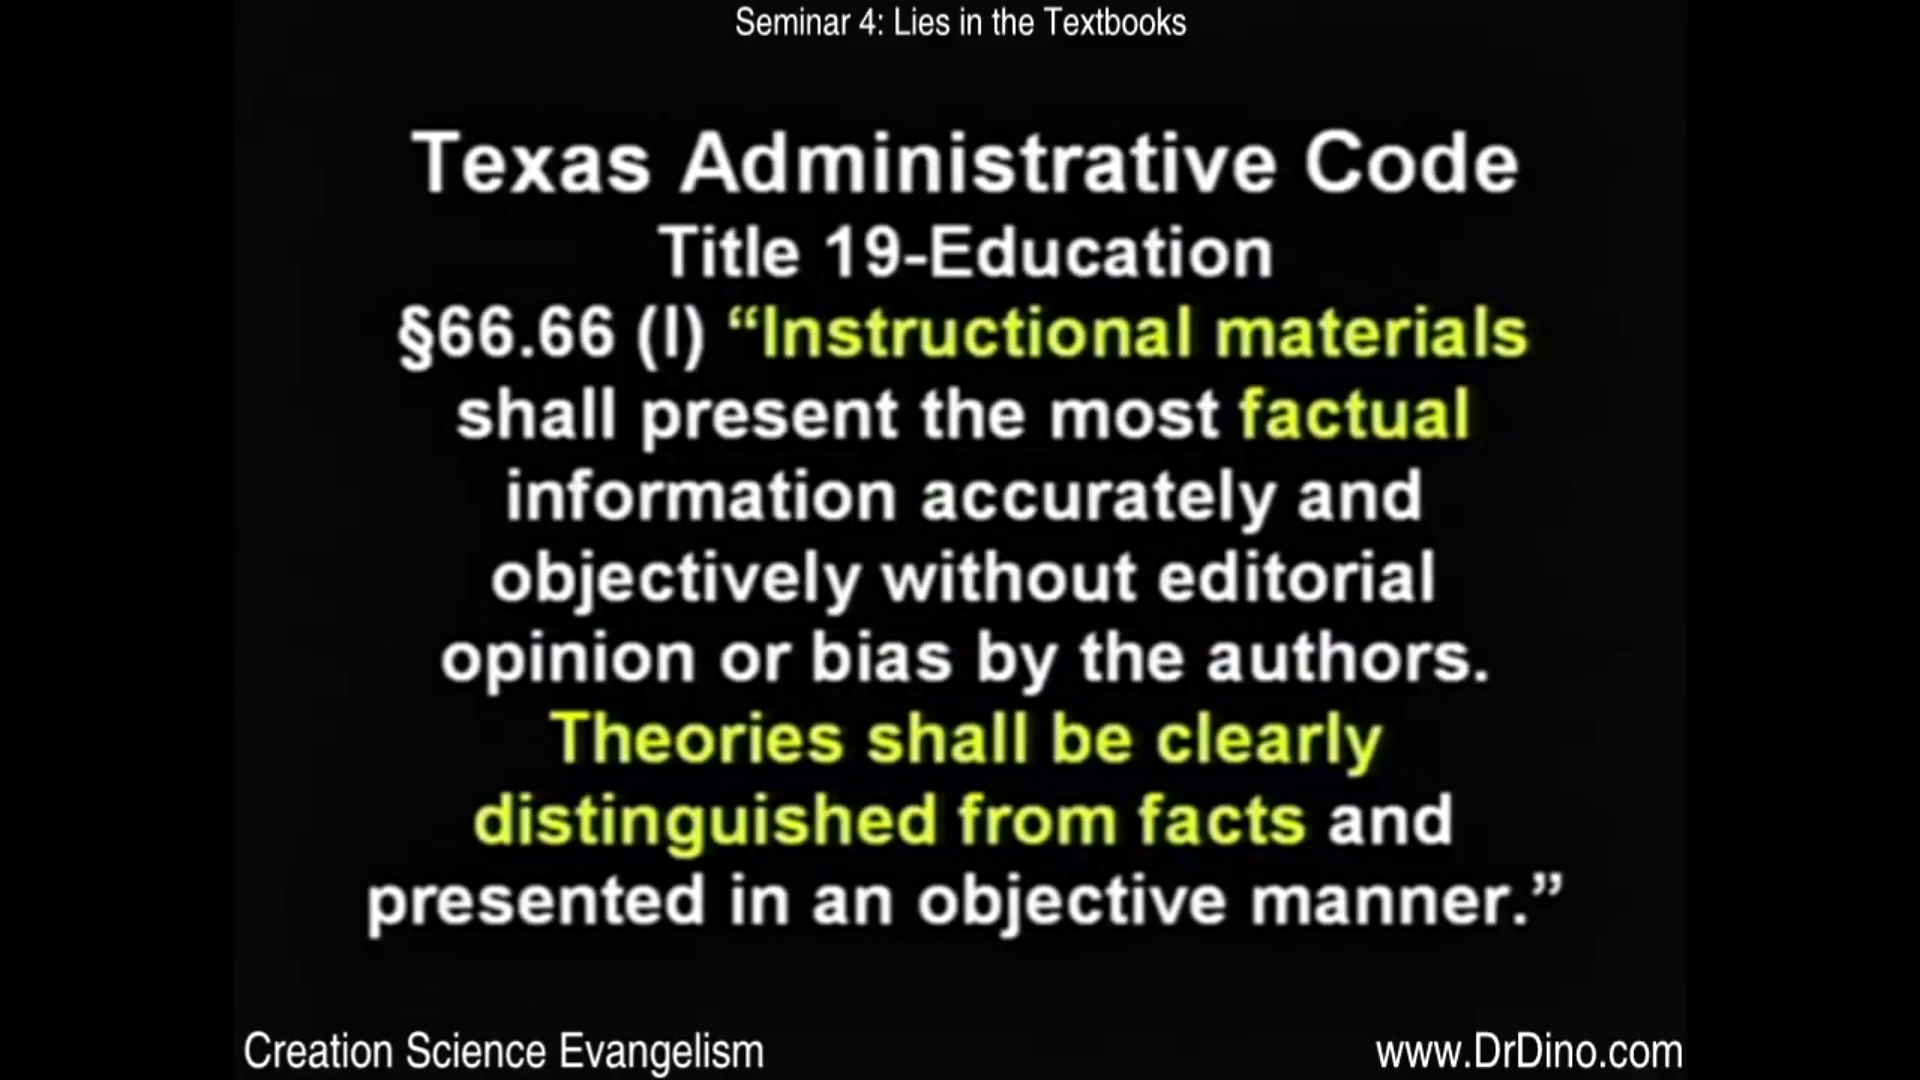 Seminar 4: Lies in the Textbooks
Texas Administrative Code
Title 19-Education
§66.66 (I) “Instructional materials
shall present the most factual
information accurately and
objectively without editorial
opinion or bias by the authors.
Theories shall be clearly
distinguished from facts and
presented in an objective manner.”
Creation Science Evangelism
www.DrDino.com